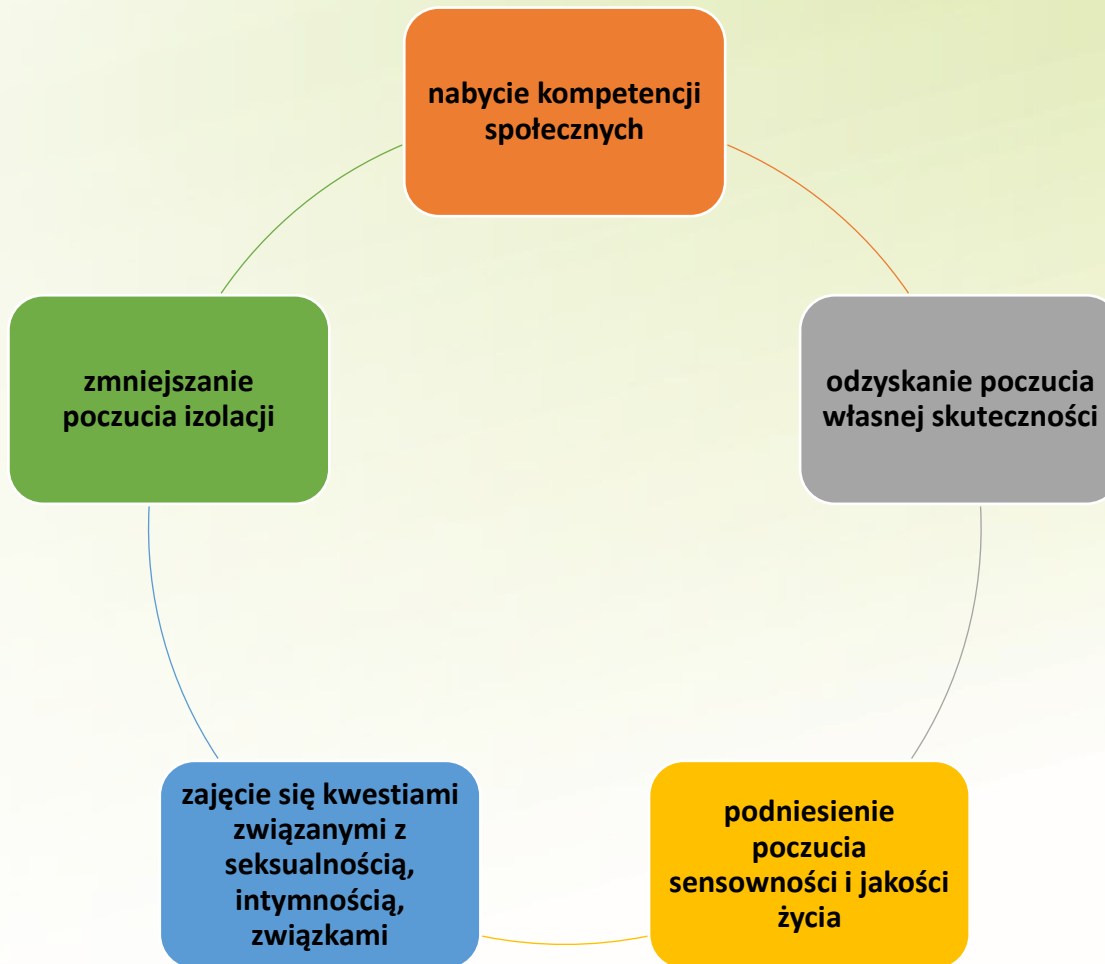 nabycie kompetencji
społecznych
odzyskanie poczucia
własnej skuteczności
podniesienie
poczucia
sensowności i jakości
życia
zajęcie się kwestiami
związanymi z
seksualnością,
intymnością,
związkami
zmniejszanie
poczucia izolacji